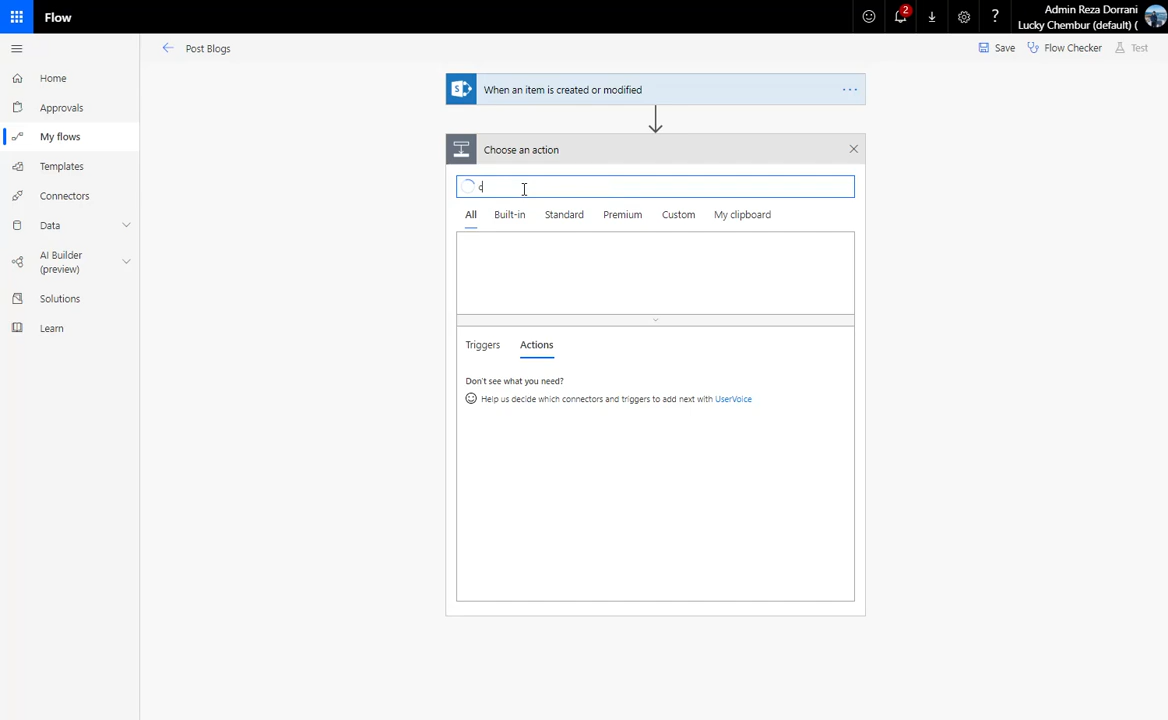 Flow
2
?
Admin Reza Dorrani
Lucky Chembur (default) (
Post Blogs
Save
Flow Checker
Test
Home
Approvals
My flows
Templates
Connectors
Data
AI Builder
(preview)
Solutions
Learn
S
When an item is created or modified
...
Choose an action
c
All
Built-in
Standard
Premium
Custom
My clipboard
Triggers
Actions
Don't see what you need?
Help us decide which connectors and triggers to add next with UserVoice